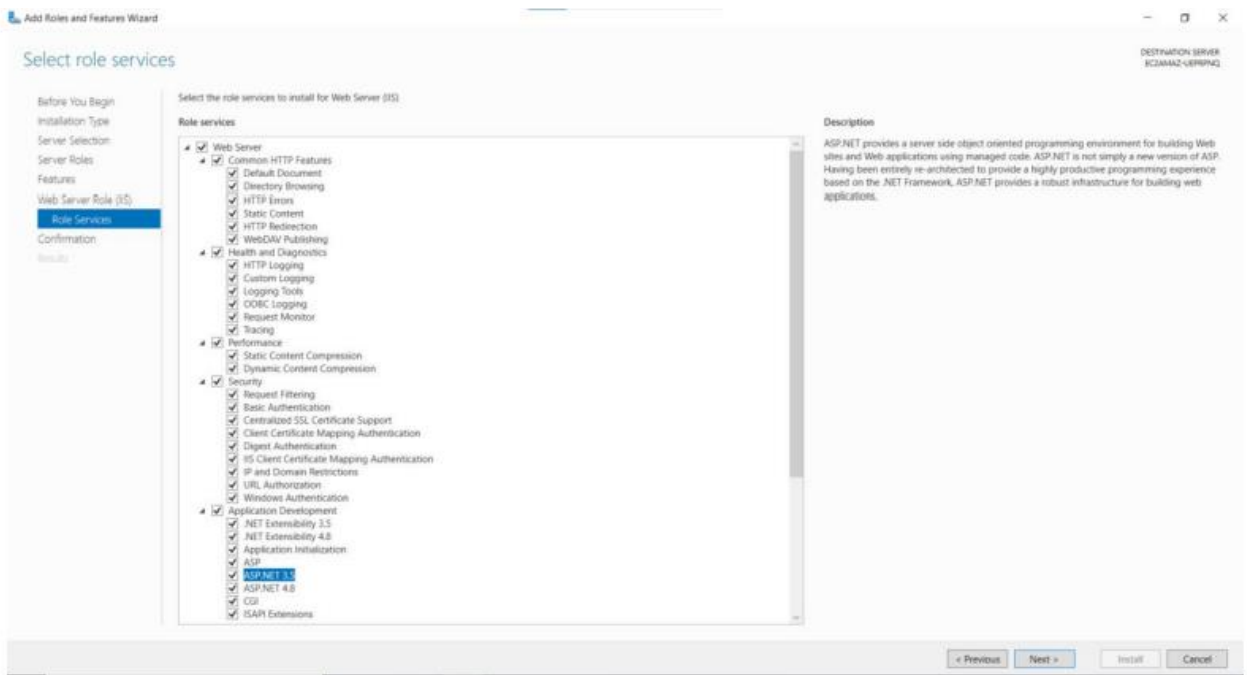 Add Roles and Features Wizard
Select role services
DESTINATION SERVER
EC2AMAZ-UEPRPNQ
Before You Begin
Installation Type
Server Selection
Server Roles
Features
Web Server Role (IIS)
Role Services
Confirmation
Results
Select the role services to install for Web Server (IIS)
Role services
Web Server
Common HTTP Features
Default Document
Directory Browsing
HTTP Errors
Static Content
HTTP Redirection
WebDAV Publishing
Health and Diagnostics
HTTP Logging
Custom Logging
Logging Tools
ODBC Logging
Request Monitor
Tracing
Performance
Static Content Compression
Dynamic Content Compression
Security
Request Filtering
Basic Authentication
Centralized SSL Certificate Support
Client Certificate Mapping Authentication
Digest Authentication
IIS Client Certificate Mapping Authentication
IP and Domain Restrictions
URL Authorization
Windows Authentication
Application Development
.NET Extensibility 3.5
.NET Extensibility 4.8
Application Initialization
ASP
ASP.NET 3.5
ASP.NET 4.8
CGI
ISAPI Extensions
Description
ASP.NET provides a server side object oriented programming environment for building Web
sites and Web applications using managed code. ASP.NET is not simply a new version of ASP.
Having been entirely re-architected to provide a highly productive programming experience
based on the .NET Framework, ASP.NET provides a robust infrastructure for building web
applications.
< Previous
Next >
Install
Cancel